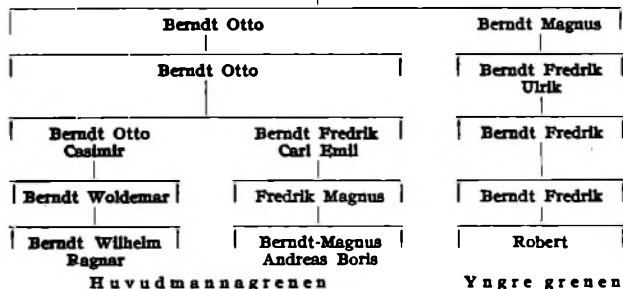 Berndt Otto
Berndt Magnus
Berndt Otto
Berndt Fredrik
Ulrik
Berndt Otto
Casimir
Berndt Fredrik
Carl Emil
Berndt Fredrik
Berndt Woldemar
Fredrik Magnus
Berndt Fredrik
Berndt Wilhelm
Ragnar
Berndt-Magnus
Andreas Boris
Robert
Huvudmannagrenen
Yngre grenen